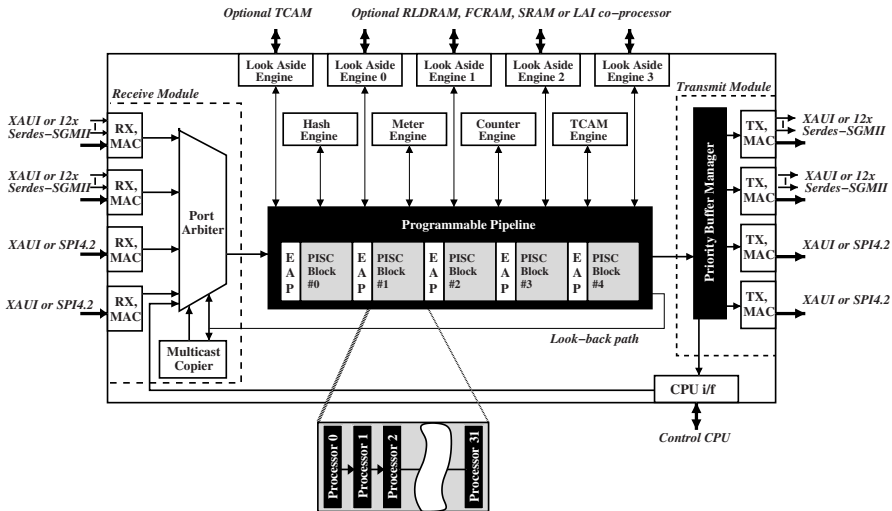 Optional TCAM
Optional RLDRAM, FCRAM, SRAM or LAI co-processor
Look Aside
Engine
Look Aside
Engine 0
Look Aside
Engine 1
Look Aside
Engine 2
Look Aside
Engine 3
Receive Module
Transmit Module
XAUI or 12x
Serdes-SGMII
RX,
MAC
XAUI or 12x
Serdes-SGMII
RX,
MAC
XAUI or SPI4.2
RX,
MAC
XAUI or SPI4.2
RX,
MAC
Port
Arbiter
Multicast
Copier
Hash
Engine
Meter
Engine
Counter
Engine
TCAM
Engine
Programmable Pipeline
E
A
P
PISC
Block
#0
E
A
P
PISC
Block
#1
E
A
P
PISC
Block
#2
E
A
P
PISC
Block
#3
E
A
P
PISC
Block
#4
Look-back path
Priority Buffer Manager
TX,
MAC
XAUI or 12x
Serdes-SGMII
TX,
MAC
XAUI or 12x
Serdes-SGMII
TX,
MAC
XAUI or SPI4.2
TX,
MAC
XAUI or SPI4.2
CPU i/f
Control CPU
Processor 0
Processor 1
Processor 2
Processor 31